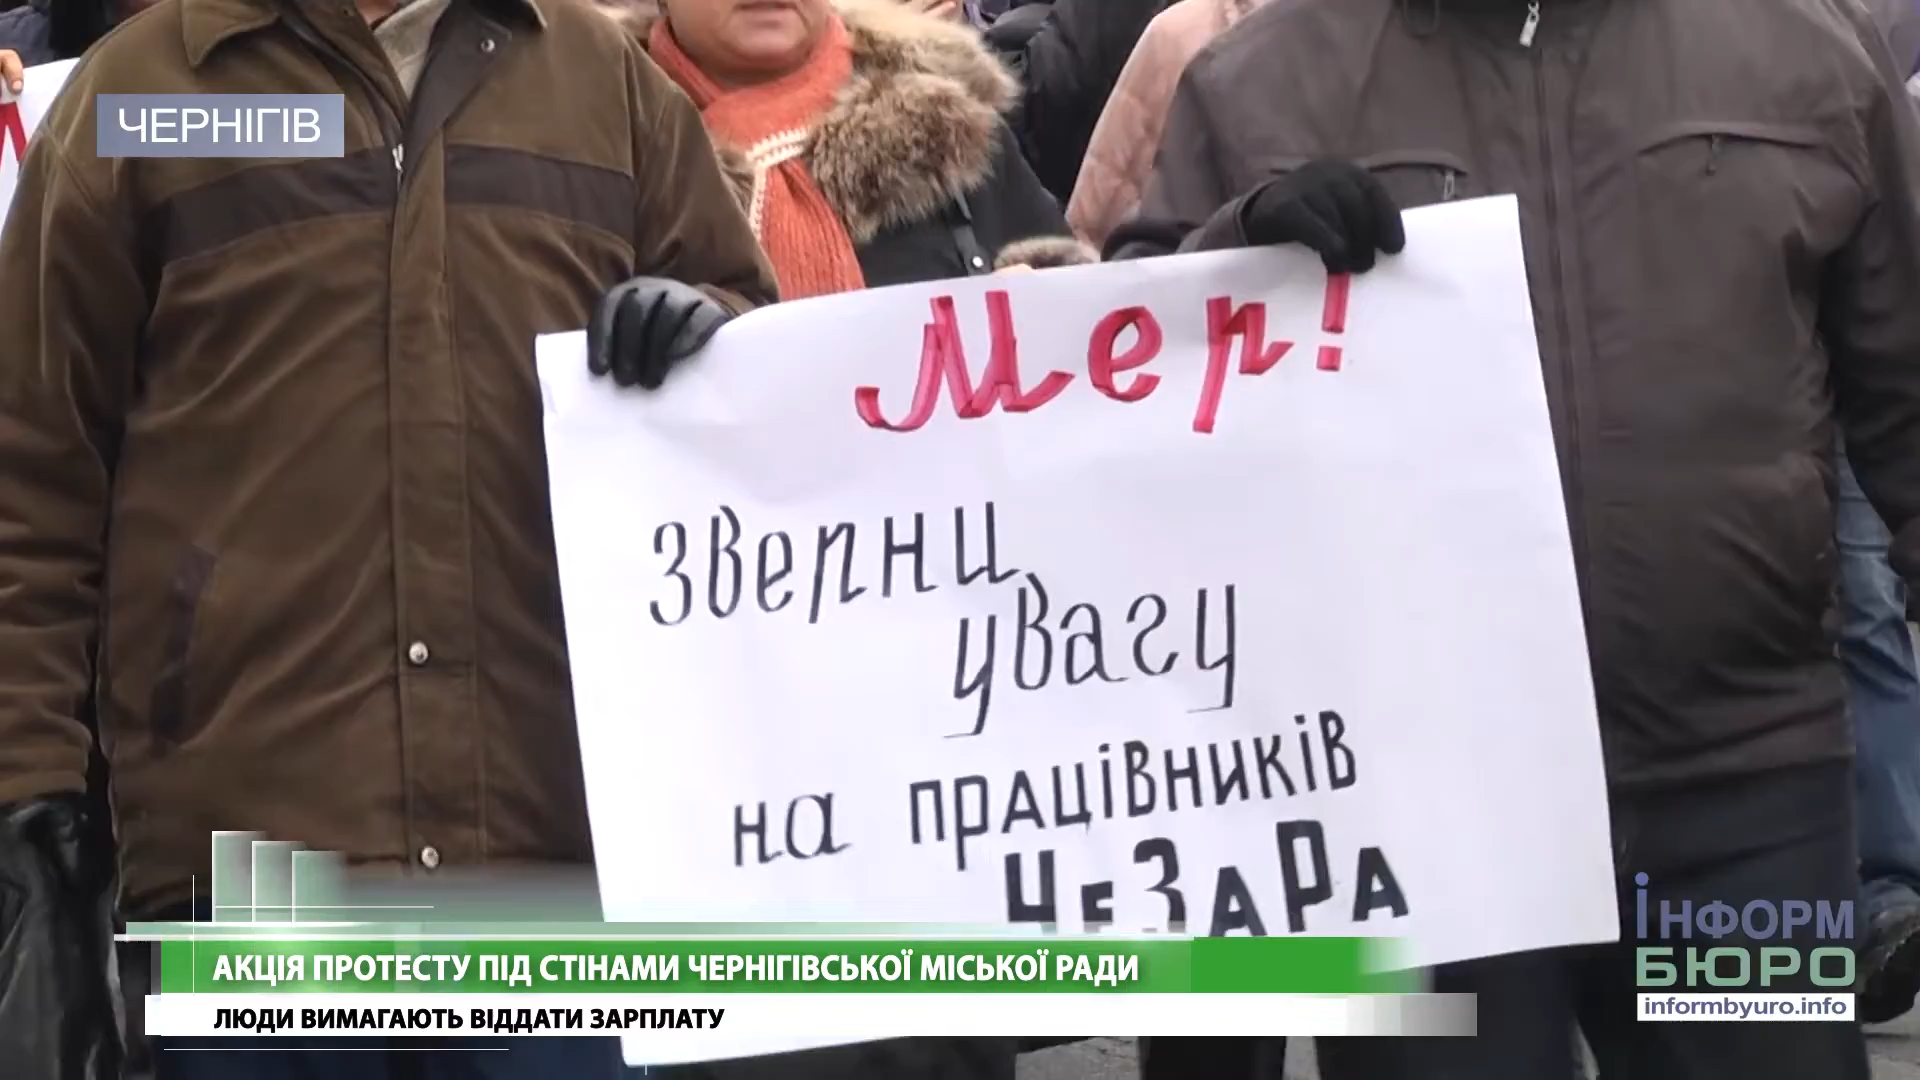 ЧЕРНІГІВ
Мер!
Зверни
увагу
на працівників
ЧЕЗАРА
АКЦІЯ ПРОТЕСТУ ПІД СТІНАМИ ЧЕРНІГІВСЬКОЇ МІСЬКОЇ РАДИ
ЛЮДИ ВИМАГАЮТЬ ВІДДАТИ ЗАРПЛАТУ
ІНФОРМ
БЮРО
informbyuro.info